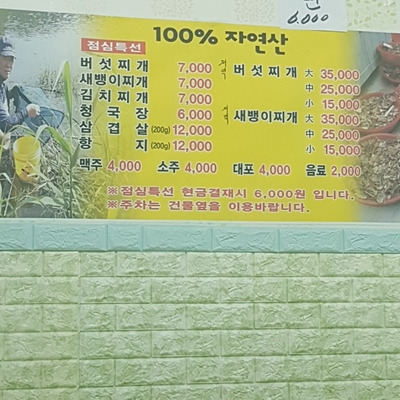 6.000
100% 자연산
점심특선
버섯찌개 7,000
새뱅이찌개 7,000
김치찌개 7,000
청국장 6,000
삼겹살(200g) 12,000
항지(200g) 12,000
버섯찌개 大 35,000
中 25,000
小 15,000
새뱅이찌개 大 35,000
中 25,000
小 15,000
맥주 4,000 소주 4,000 대포 4,000 음료 2,000
※점심특선 현금결재시 6.000원 입니다.
※주차는 건물옆을 이용바랍니다.